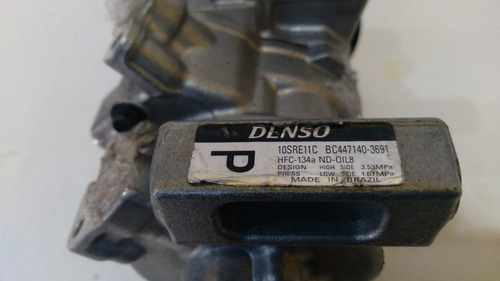 DENSO
10SRE11C BC447140-3691
P
HFC-134a ND-OIL8
DESIGN HIGH SIDE 3.53MPa
PRESS LOW SIDE 1.67MPa
MADE IN BRAZIL